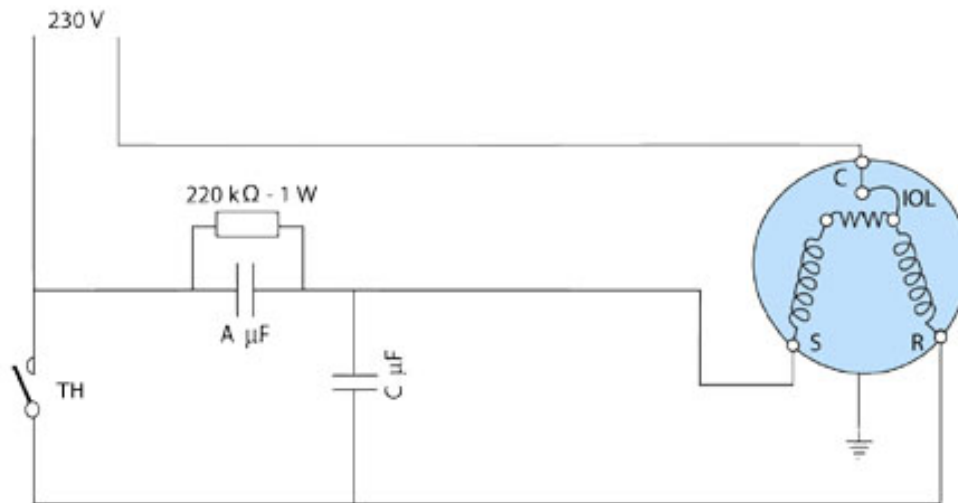 230 V
220 kΩ - 1 W
C
IOL
A μF
S
R
TH
C μF